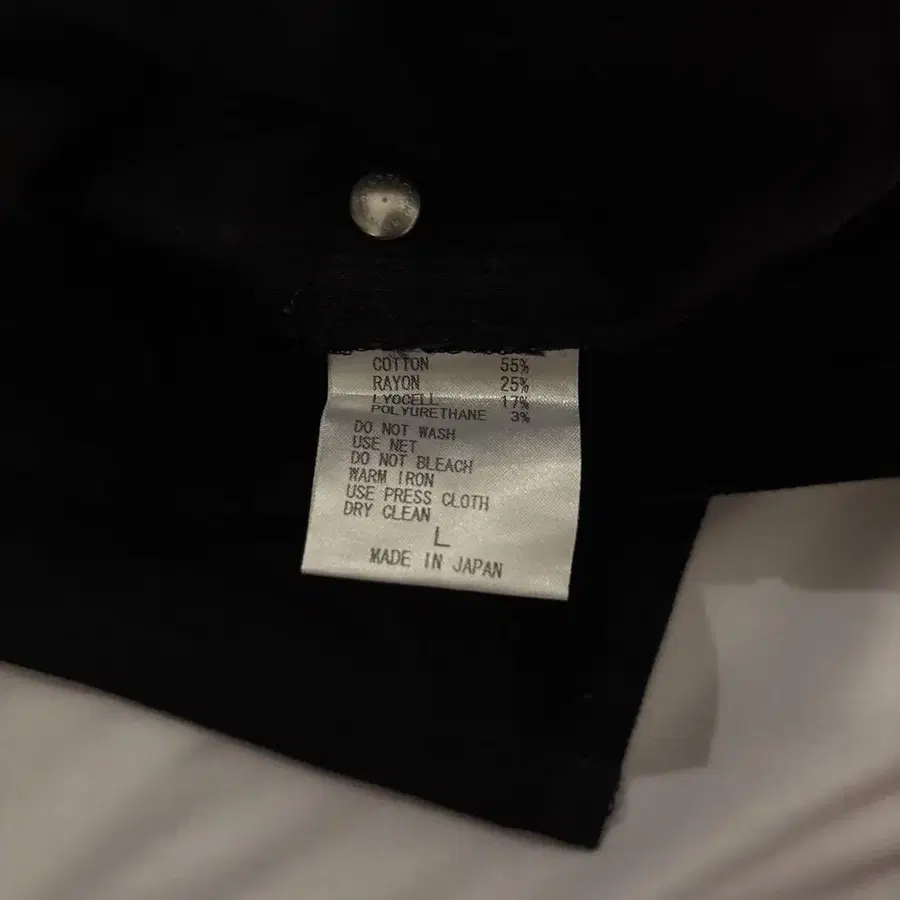 COTTON 55%
RAYON 25%
LYOCELL 17%
POLYURETHANE 3%
DO NOT WASH
USE NET
DO NOT BLEACH
WARM IRON
USE PRESS CLOTH
DRY CLEAN
L
MADE IN JAPAN